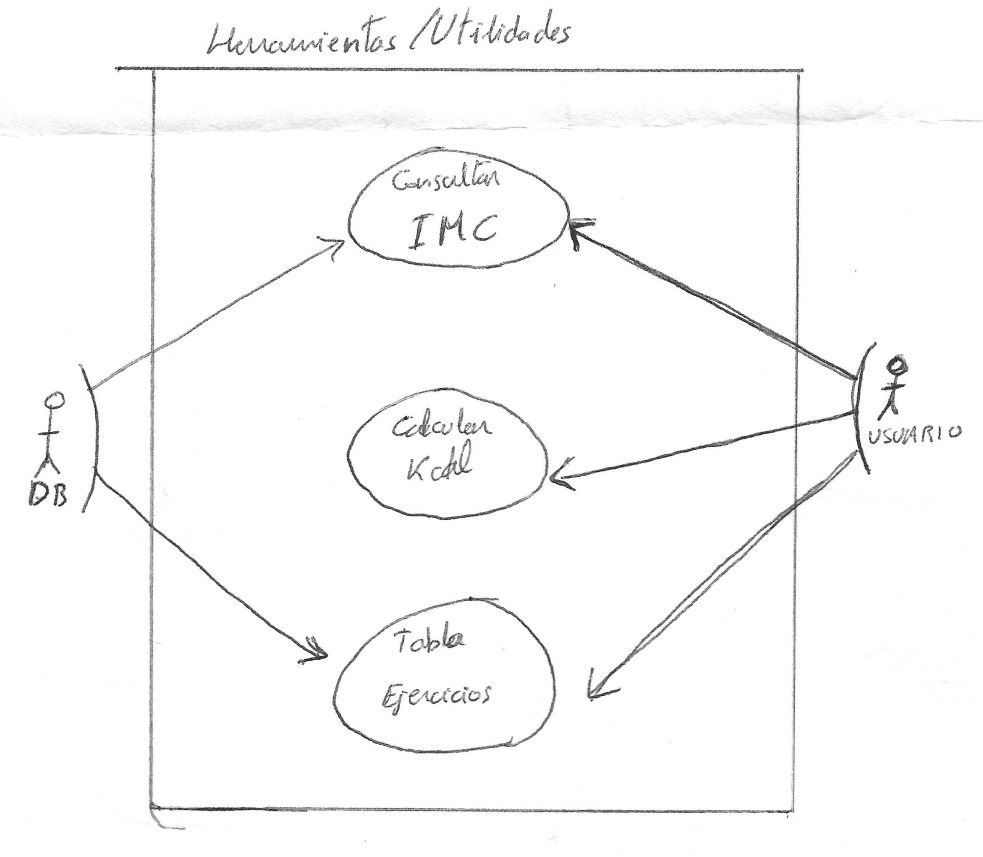 Herramientas /Utilidades
Consultar
IMC
Calcular
Kcal
DB
USUARIO
Tabla
Ejercicios